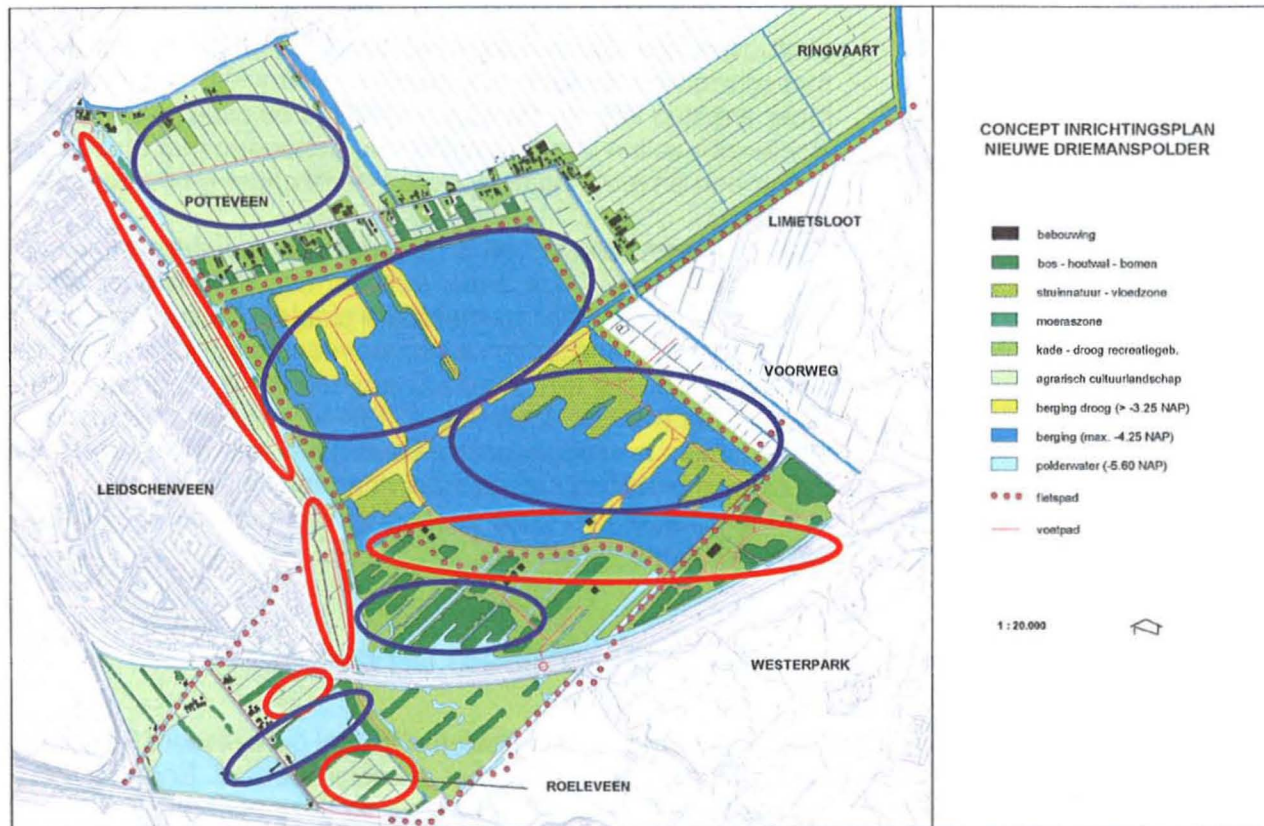 RINGVAART
POTTEVEEN
LIMIETSLOOT
VOORWEG
LEIDSCHENVEEN
WESTERPARK
ROELEVEEN
CONCEPT INRICHTINGSPLAN
NIEUWE DRIEMANSPOLDER
bebouwing
bos - houtwal - bomen
struinnatuur - vloedzone
moeraszone
kade - droog recreatiegeb.
agrarisch cultuurlandschap
berging droog (> -3.25 NAP)
berging (max. -4.25 NAP)
polderwater (-5.60 NAP)
fietspad
voetpad
1 : 20.000